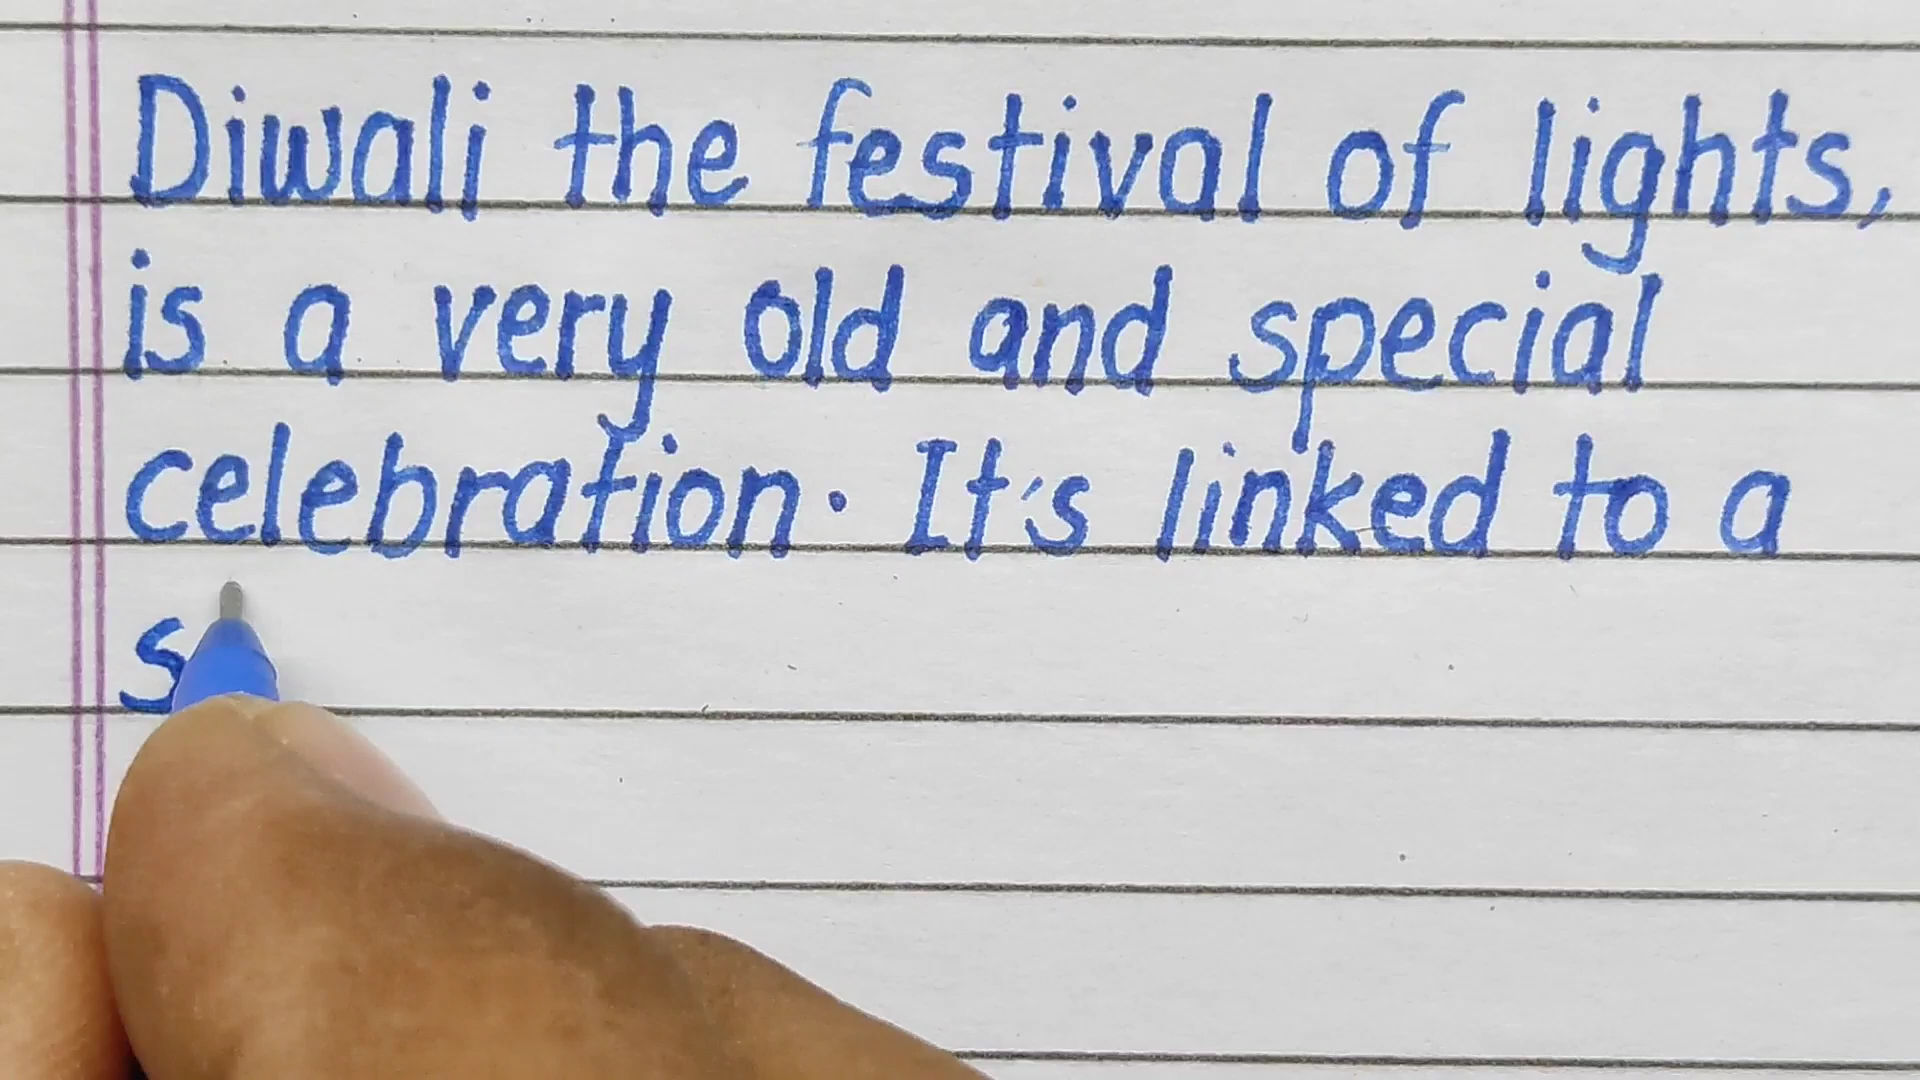 Diwali the festival of lights,
is a very old and special
celebration. It's linked to a
s